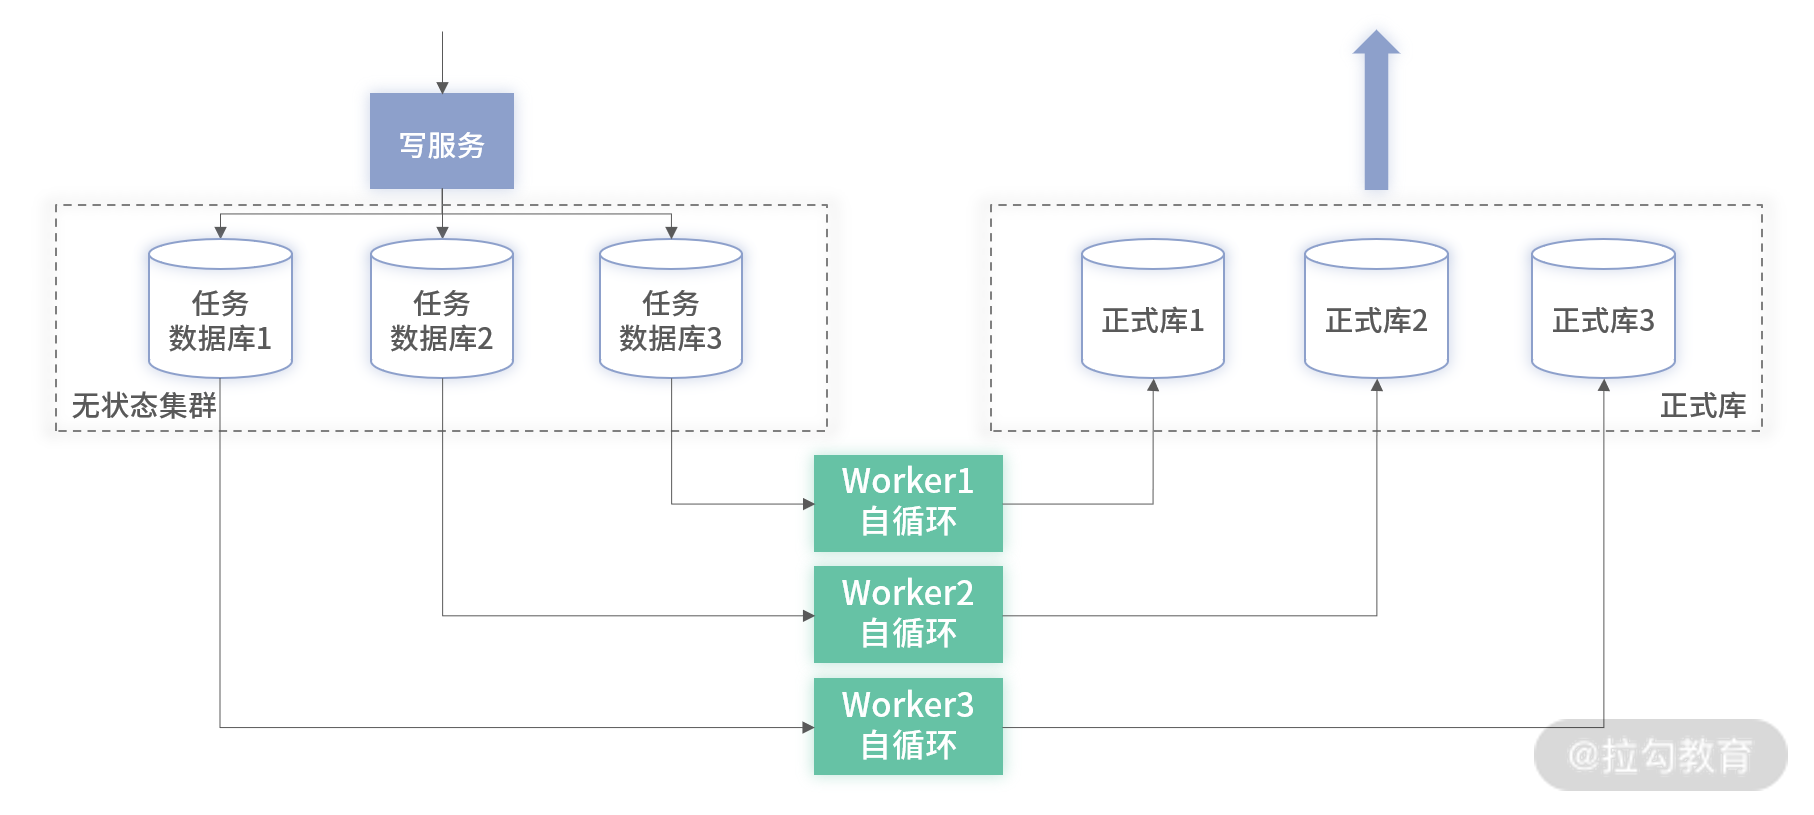 写服务
任务
数据库1
任务
数据库2
任务
数据库3
无状态集群
正式库1
正式库2
正式库3
正式库
Worker1
自循环
Worker2
自循环
Worker3
自循环
@拉勾教育